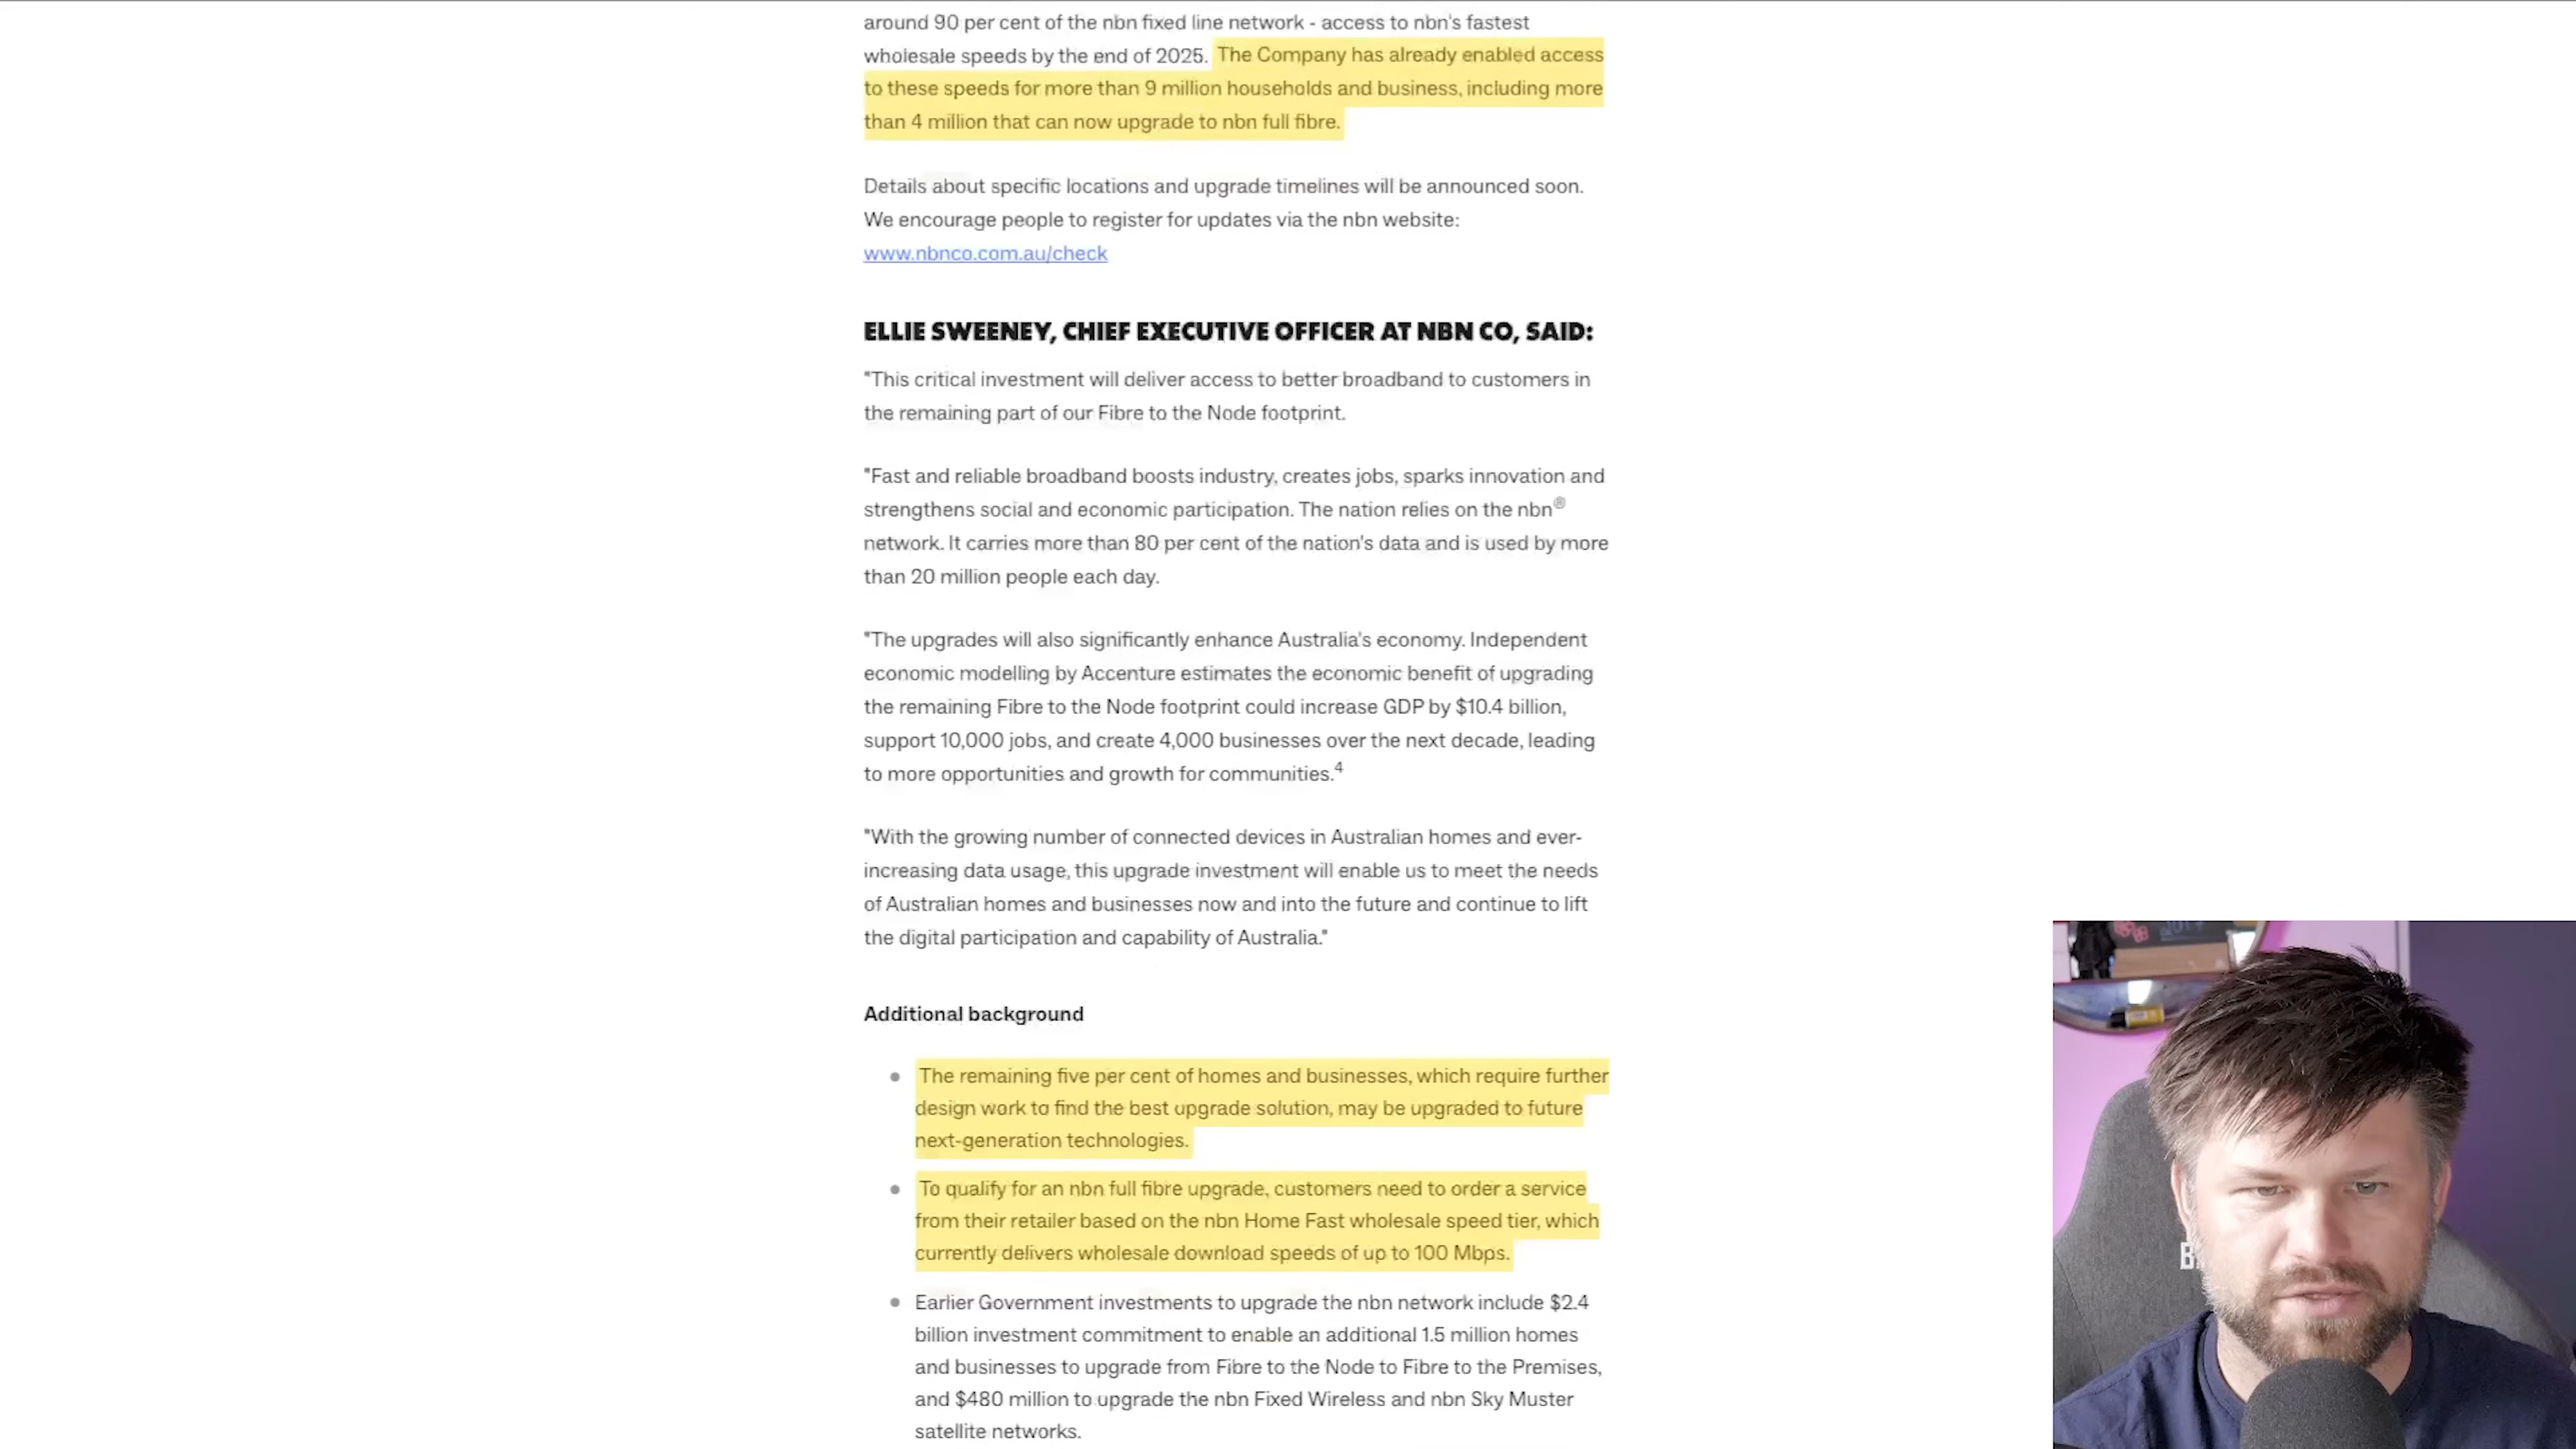 around 90 per cent of the nbn fixed line network - access to nbn's fastest
wholesale speeds by the end of 2025. The Company has already enabled access
to these speeds for more than 9 million households and business, including more
than 4 million that can now upgrade to nbn full fibre.
Details about specific locations and upgrade timelines will be announced soon.
We encourage people to register for updates via the nbn website:
www.nbnco.com.au/check
ELLIE SWEENEY, CHIEF EXECUTIVE OFFICER AT NBN CO, SAID:
"This critical investment will deliver access to better broadband to customers in
the remaining part of our Fibre to the Node footprint.
"Fast and reliable broadband boosts industry, creates jobs, sparks innovation and
strengthens social and economic participation. The nation relies on the nbn®
network. It carries more than 80 per cent of the nation's data and is used by more
than 20 million people each day.
"The upgrades will also significantly enhance Australia's economy. Independent
economic modelling by Accenture estimates the economic benefit of upgrading
the remaining Fibre to the Node footprint could increase GDP by $10.4 billion,
support 10,000 jobs, and create 4,000 businesses over the next decade, leading
to more opportunities and growth for communities.⁴
"With the growing number of connected devices in Australian homes and ever-
increasing data usage, this upgrade investment will enable us to meet the needs
of Australian homes and businesses now and into the future and continue to lift
the digital participation and capability of Australia."
Additional background
• The remaining five per cent of homes and businesses, which require further
design work to find the best upgrade solution, may be upgraded to future
next-generation technologies.
• To qualify for an nbn full fibre upgrade, customers need to order a service
from their retailer based on the nbn Home Fast wholesale speed tier, which
currently delivers wholesale download speeds of up to 100 Mbps.
• Earlier Government investments to upgrade the nbn network include $2.4
billion investment commitment to enable an additional 1.5 million homes
and businesses to upgrade from Fibre to the Node to Fibre to the Premises,
and $480 million to upgrade the nbn Fixed Wireless and nbn Sky Muster
satellite networks.